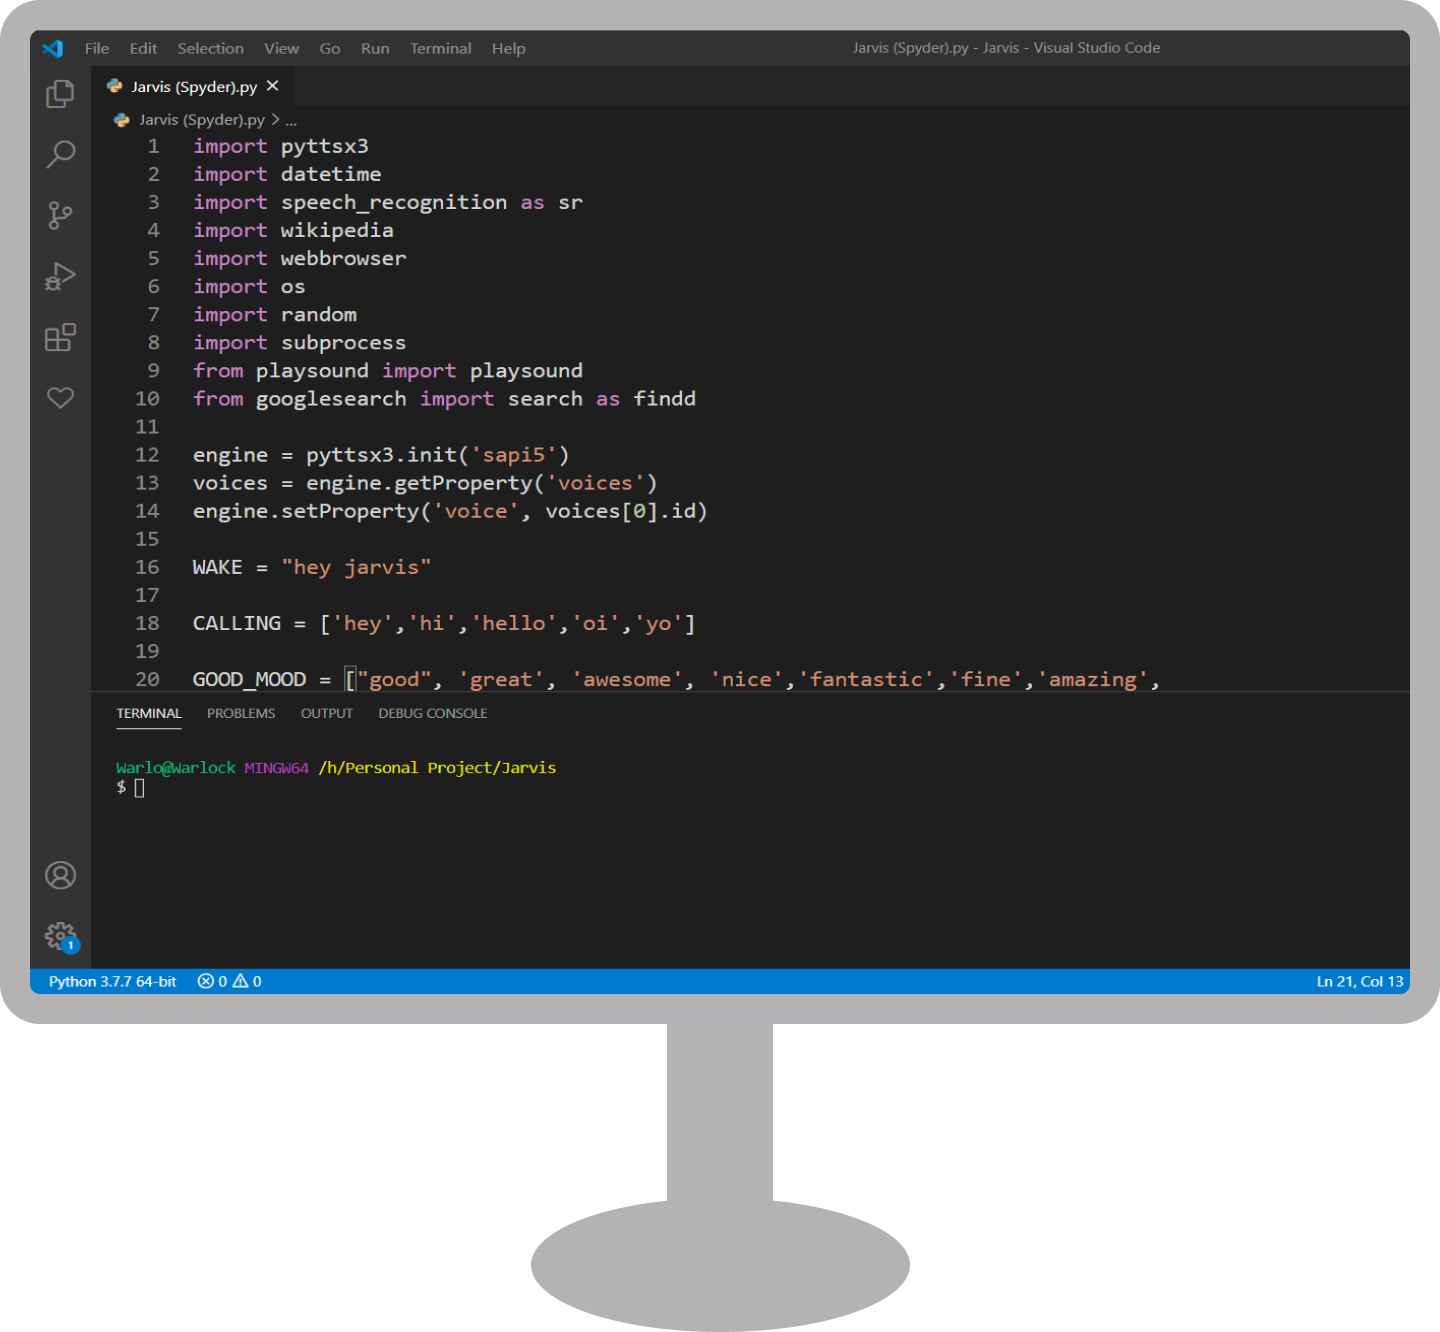 File Edit Selection View Go Run Terminal Help Jarvis (Spyder).py - Jarvis - Visual Studio Code
Jarvis (Spyder).py ×
Jarvis (Spyder).py > ...
1 import pyttsx3
2 import datetime
3 import speech_recognition as sr
4 import wikipedia
5 import webbrowser
6 import os
7 import random
8 import subprocess
9 from playsound import playsound
10 from googlesearch import search as findd
11
12 engine = pyttsx3.init('sapi5')
13 voices = engine.getProperty('voices')
14 engine.setProperty('voice', voices[0].id)
15
16 WAKE = "hey jarvis"
17
18 CALLING = ['hey','hi','hello','oi','yo']
19
20 GOOD_MOOD = ["good", 'great', 'awesome', 'nice','fantastic','fine','amazing',
TERMINAL PROBLEMS OUTPUT DEBUG CONSOLE
Warlo@Warlock MINGW64 /h/Personal Project/Jarvis
$
1
Python 3.7.7 64-bit 0 0 Ln 21, Col 13